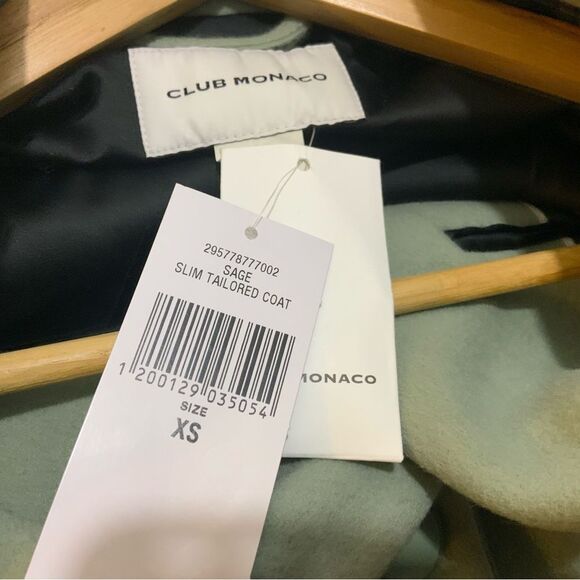 CLUB MONACO
295778777002
SAGE
SLIM TAILORED COAT
1 200129 035054
SIZE
XS
MONACO